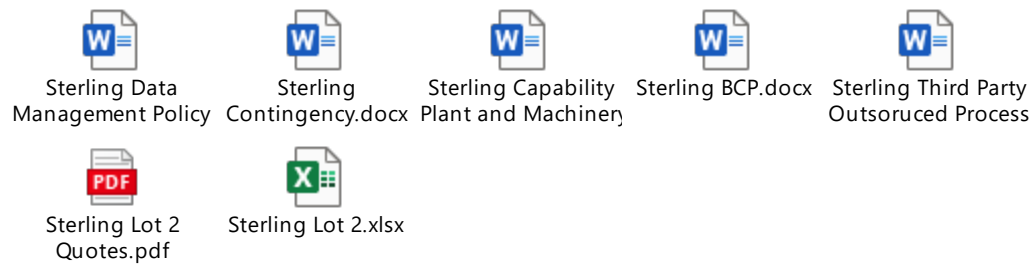 W W W W W
Sterling Data Sterling Sterling Capability Sterling BCP.docx Sterling Third Party
Management Policy Contingency.docx Plant and Machinery Outsoruced Process
PDF X
Sterling Lot 2 Sterling Lot 2.xlsx
Quotes.pdf